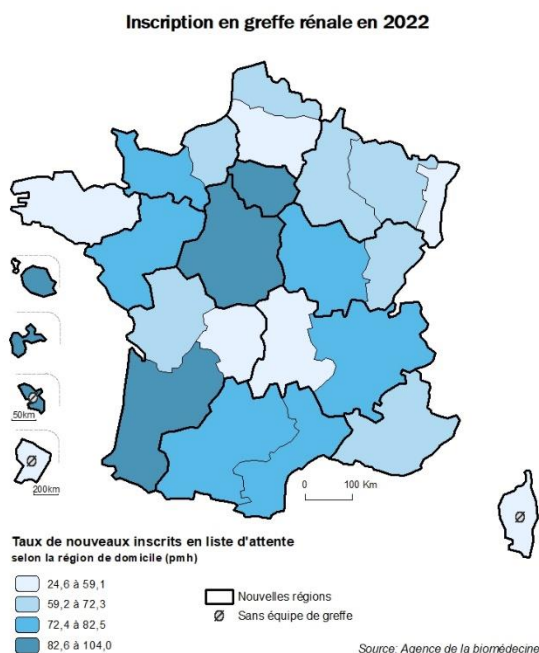 Inscription en greffe rénale en 2022
50km
200km
0 100 Km
Taux de nouveaux inscrits en liste d'attente
selon la région de domicile (pmh)
24,6 à 59,1
59,2 à 72,3
72,4 à 82,5
82,6 à 104,0
Nouvelles régions
Sans équipe de greffe
Source: Agence de la biomédecine